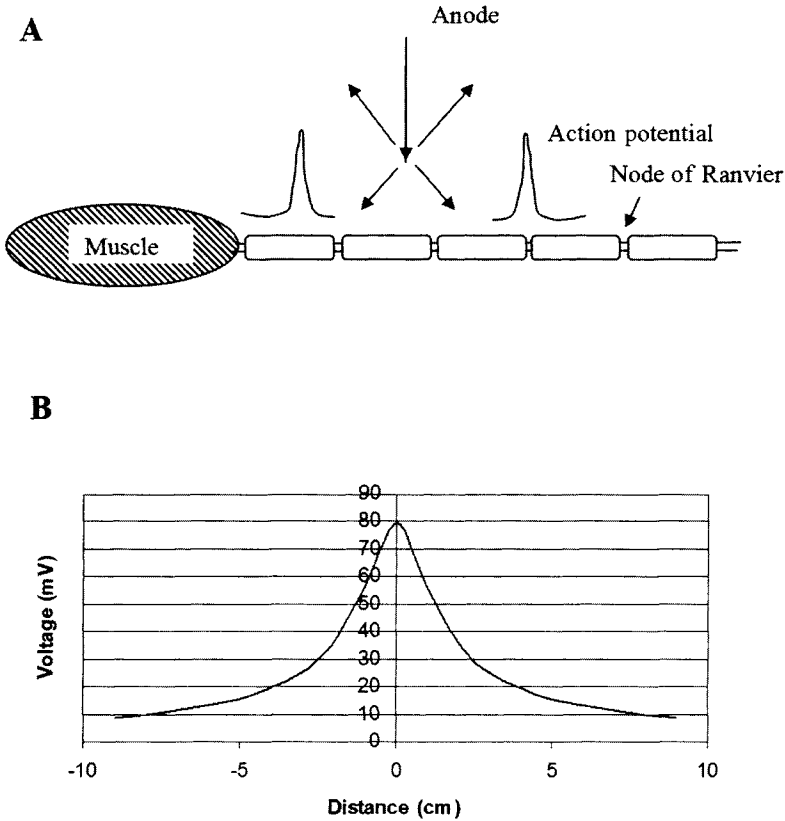 A
Anode
Action potential
Node of Ranvier
Muscle
B
90
80
70
60
50
40
30
20
10
0
Voltage (mV)
-10 -5 0 5 10
Distance (cm)